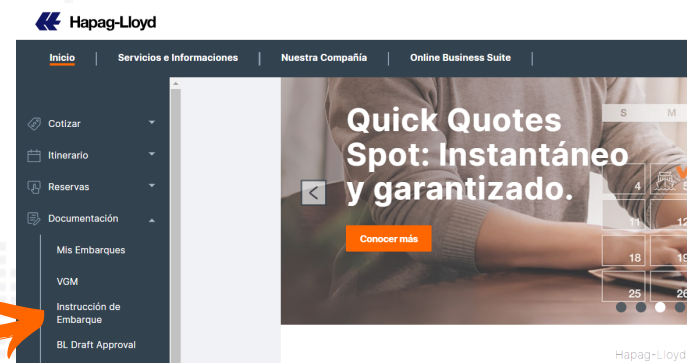 Hapag-Lloyd
Inicio
Servicios e Informaciones
Nuestra Compañía
Online Business Suite
Cotizar
Itinerario
Reservas
Documentación
Mis Embarques
VGM
Instrucción de
Embarque
BL Draft Approval
Quick Quotes
Spot: Instantáneo
y garantizado.
Conocer más
S M
4 5
11 12
18 19
25 26
Hapag-Lloyd